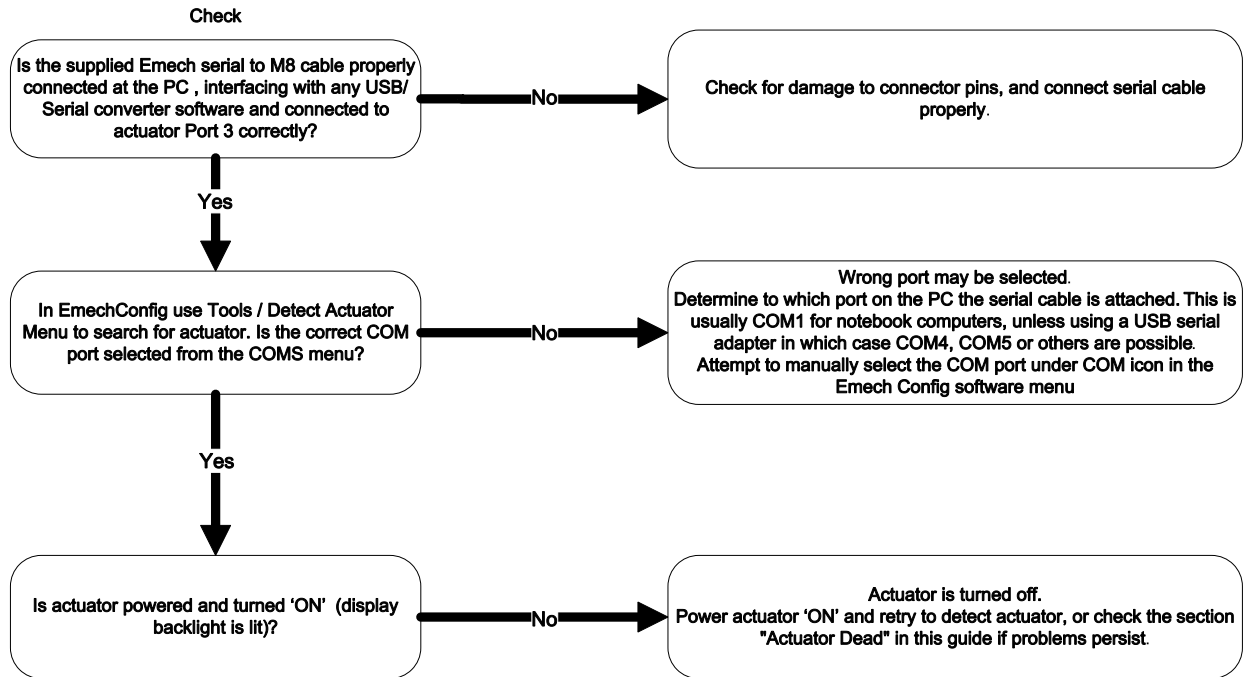 Check
Is the supplied Emech serial to M8 cable properly
connected at the PC , interfacing with any USB/
Serial converter software and connected to
actuator Port 3 correctly?
No
Check for damage to connector pins, and connect serial cable
properly.
Yes
In EmechConfig use Tools / Detect Actuator
Menu to search for actuator. Is the correct COM
port selected from the COMS menu?
No
Wrong port may be selected.
Determine to which port on the PC the serial cable is attached. This is
usually COM1 for notebook computers, unless using a USB serial
adapter in which case COM4, COM5 or others are possible.
Attempt to manually select the COM port under COM icon in the
Emech Config software menu
Yes
Is actuator powered and turned ‘ON’ (display
backlight is lit)?
No
Actuator is turned off.
Power actuator ‘ON’ and retry to detect actuator, or check the section
"Actuator Dead" in this guide if problems persist.